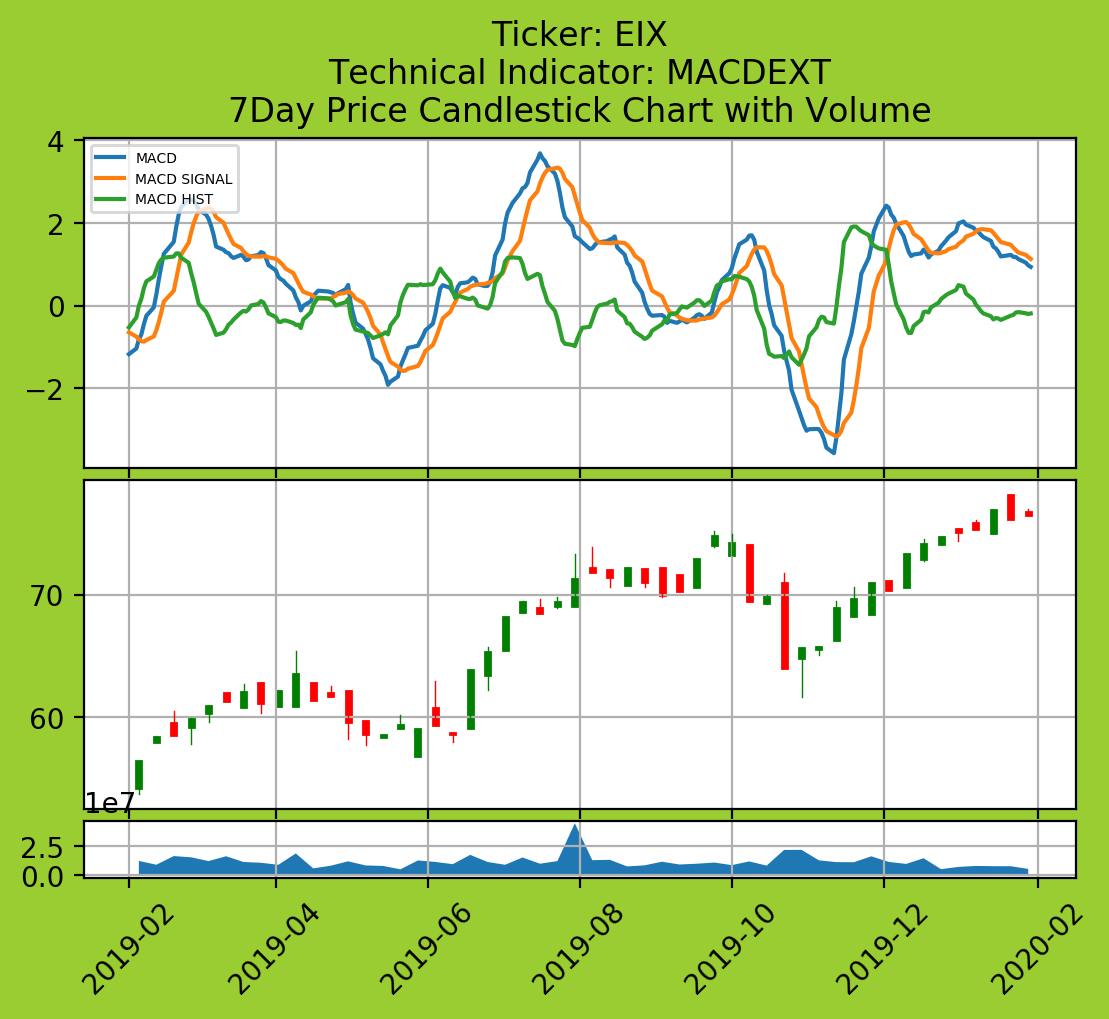 Ticker: EIX
Technical Indicator: MACDEXT
7Day Price Candlestick Chart with Volume
4
2
0
−2
MACD
MACD SIGNAL
MACD HIST
70
60
1e7
2.5
0.0
2019-02
2019-04
2019-06
2019-08
2019-10
2019-12
2020-02